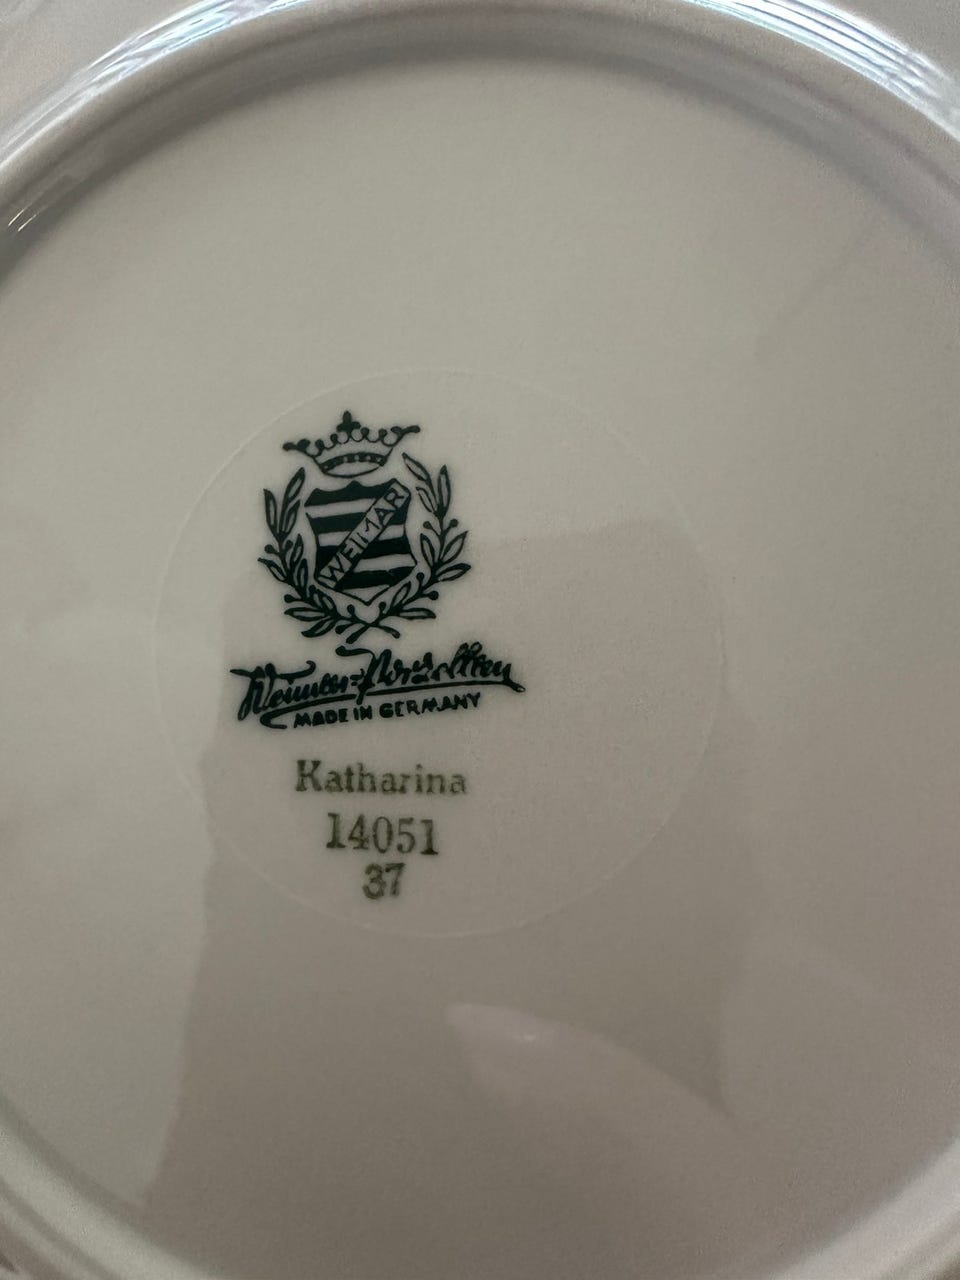 WEIMAR
Weimar=Porzellan
MADE IN GERMANY
Katharina
14051
37